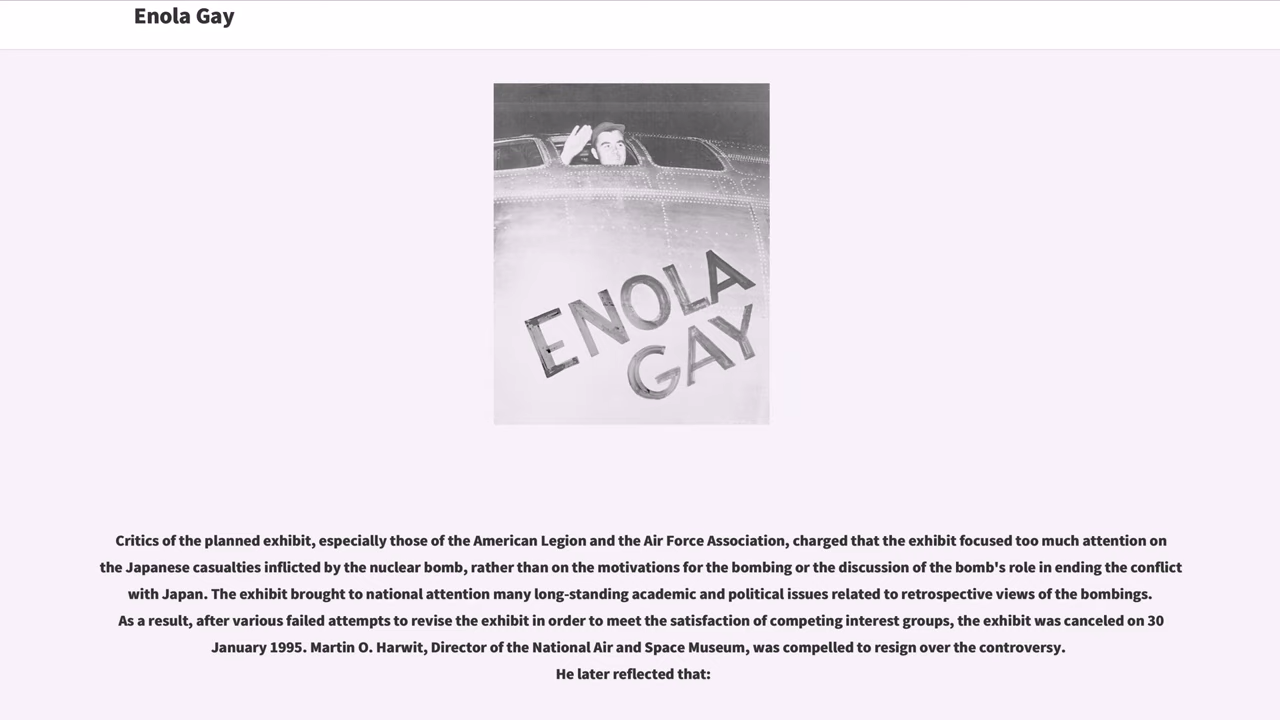 Enola Gay
ENOLA
GAY
Critics of the planned exhibit, especially those of the American Legion and the Air Force Association, charged that the exhibit focused too much attention on
the Japanese casualties inflicted by the nuclear bomb, rather than on the motivations for the bombing or the discussion of the bomb's role in ending the conflict
with Japan. The exhibit brought to national attention many long-standing academic and political issues related to retrospective views of the bombings.
As a result, after various failed attempts to revise the exhibit in order to meet the satisfaction of competing interest groups, the exhibit was canceled on 30
January 1995. Martin O. Harwit, Director of the National Air and Space Museum, was compelled to resign over the controversy.
He later reflected that: